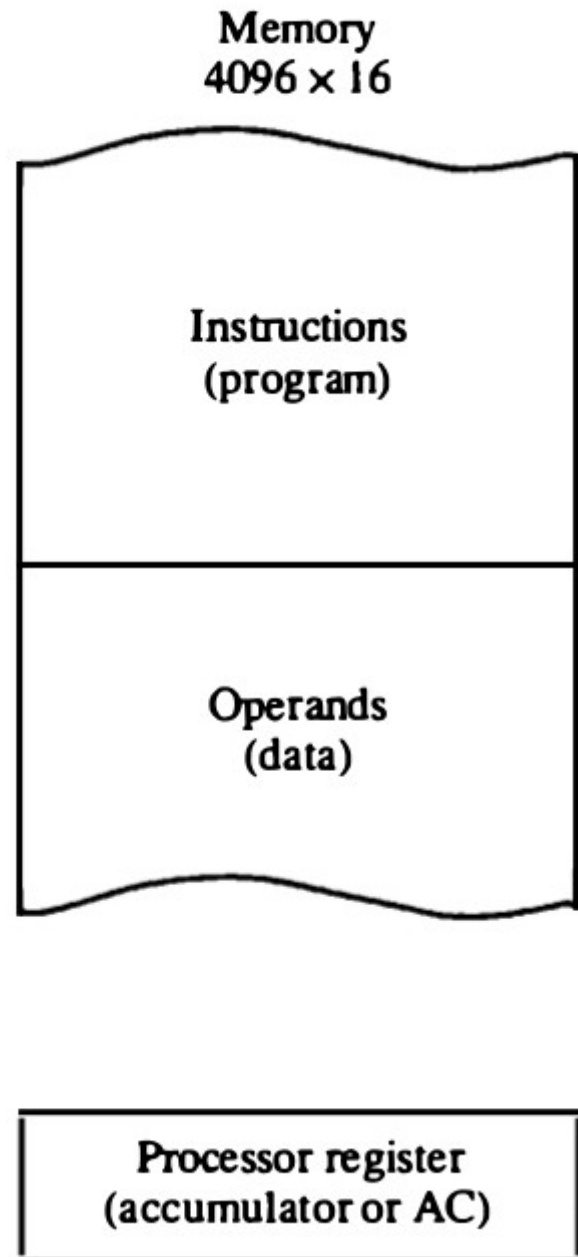 Memory
4096 × 16
Instructions
(program)
Operands
(data)
Processor register
(accumulator or AC)